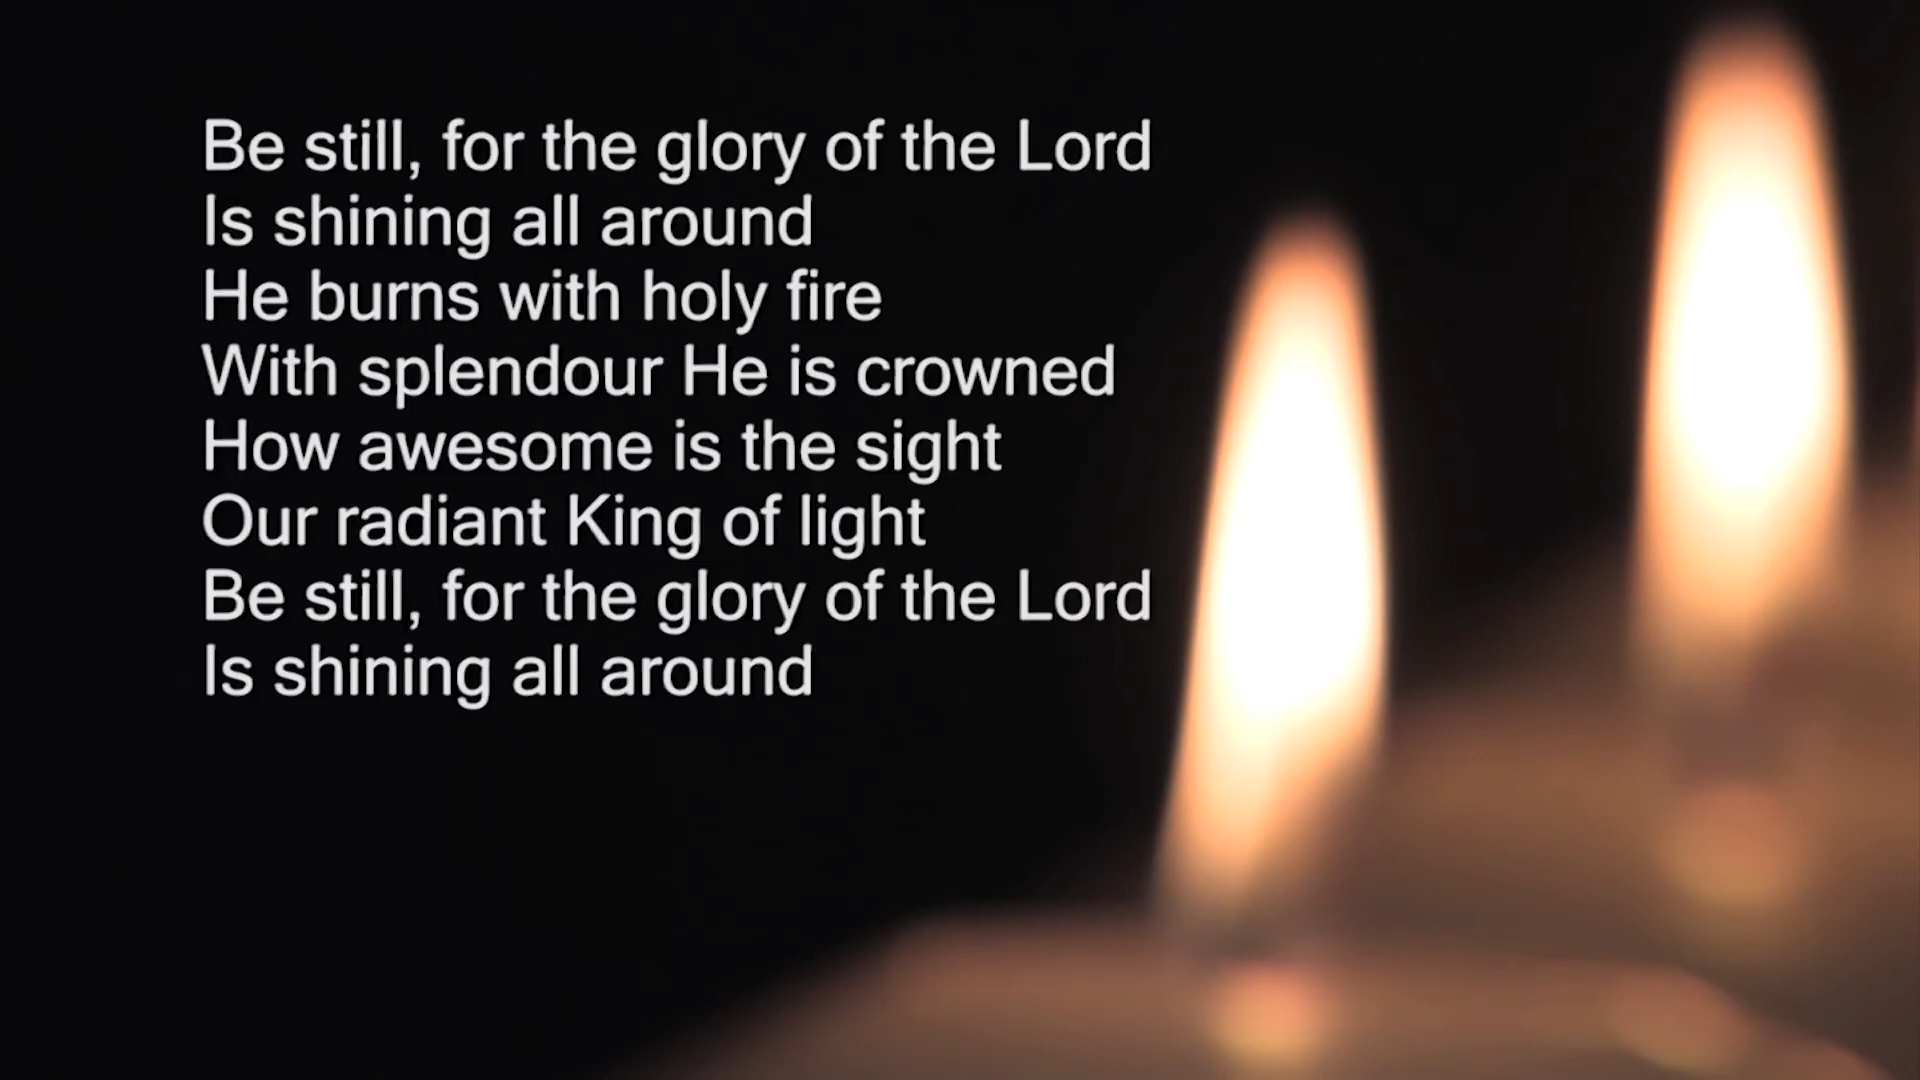 Be still, for the glory of the Lord
Is shining all around
He burns with holy fire
With splendour He is crowned
How awesome is the sight
Our radiant King of light
Be still, for the glory of the Lord
Is shining all around